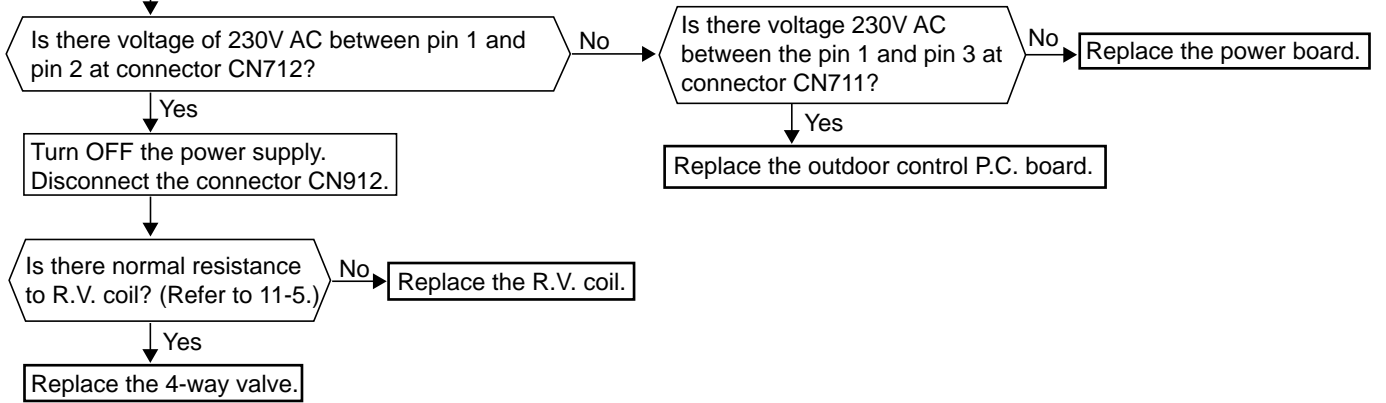 Is there voltage of 230V AC between pin 1 and
pin 2 at connector CN712?
No
Is there voltage 230V AC
between the pin 1 and pin 3 at
connector CN711?
No
Replace the power board.
Yes
Replace the outdoor control P.C. board.
Yes
Turn OFF the power supply.
Disconnect the connector CN912.
Is there normal resistance
to R.V. coil? (Refer to 11-5.)
No
Replace the R.V. coil.
Yes
Replace the 4-way valve.